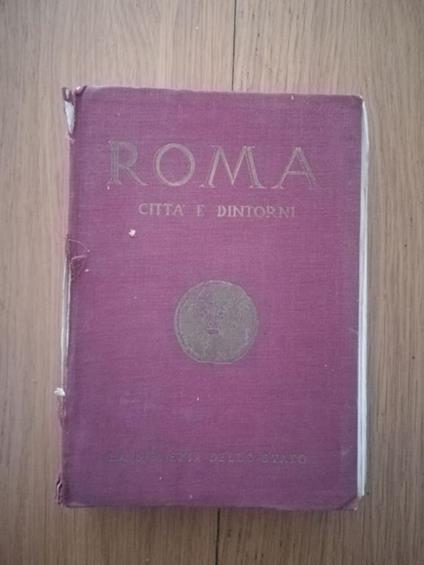 ROMA
CITTA' E DINTORNI
LA LIBRERIA DELLO STATO